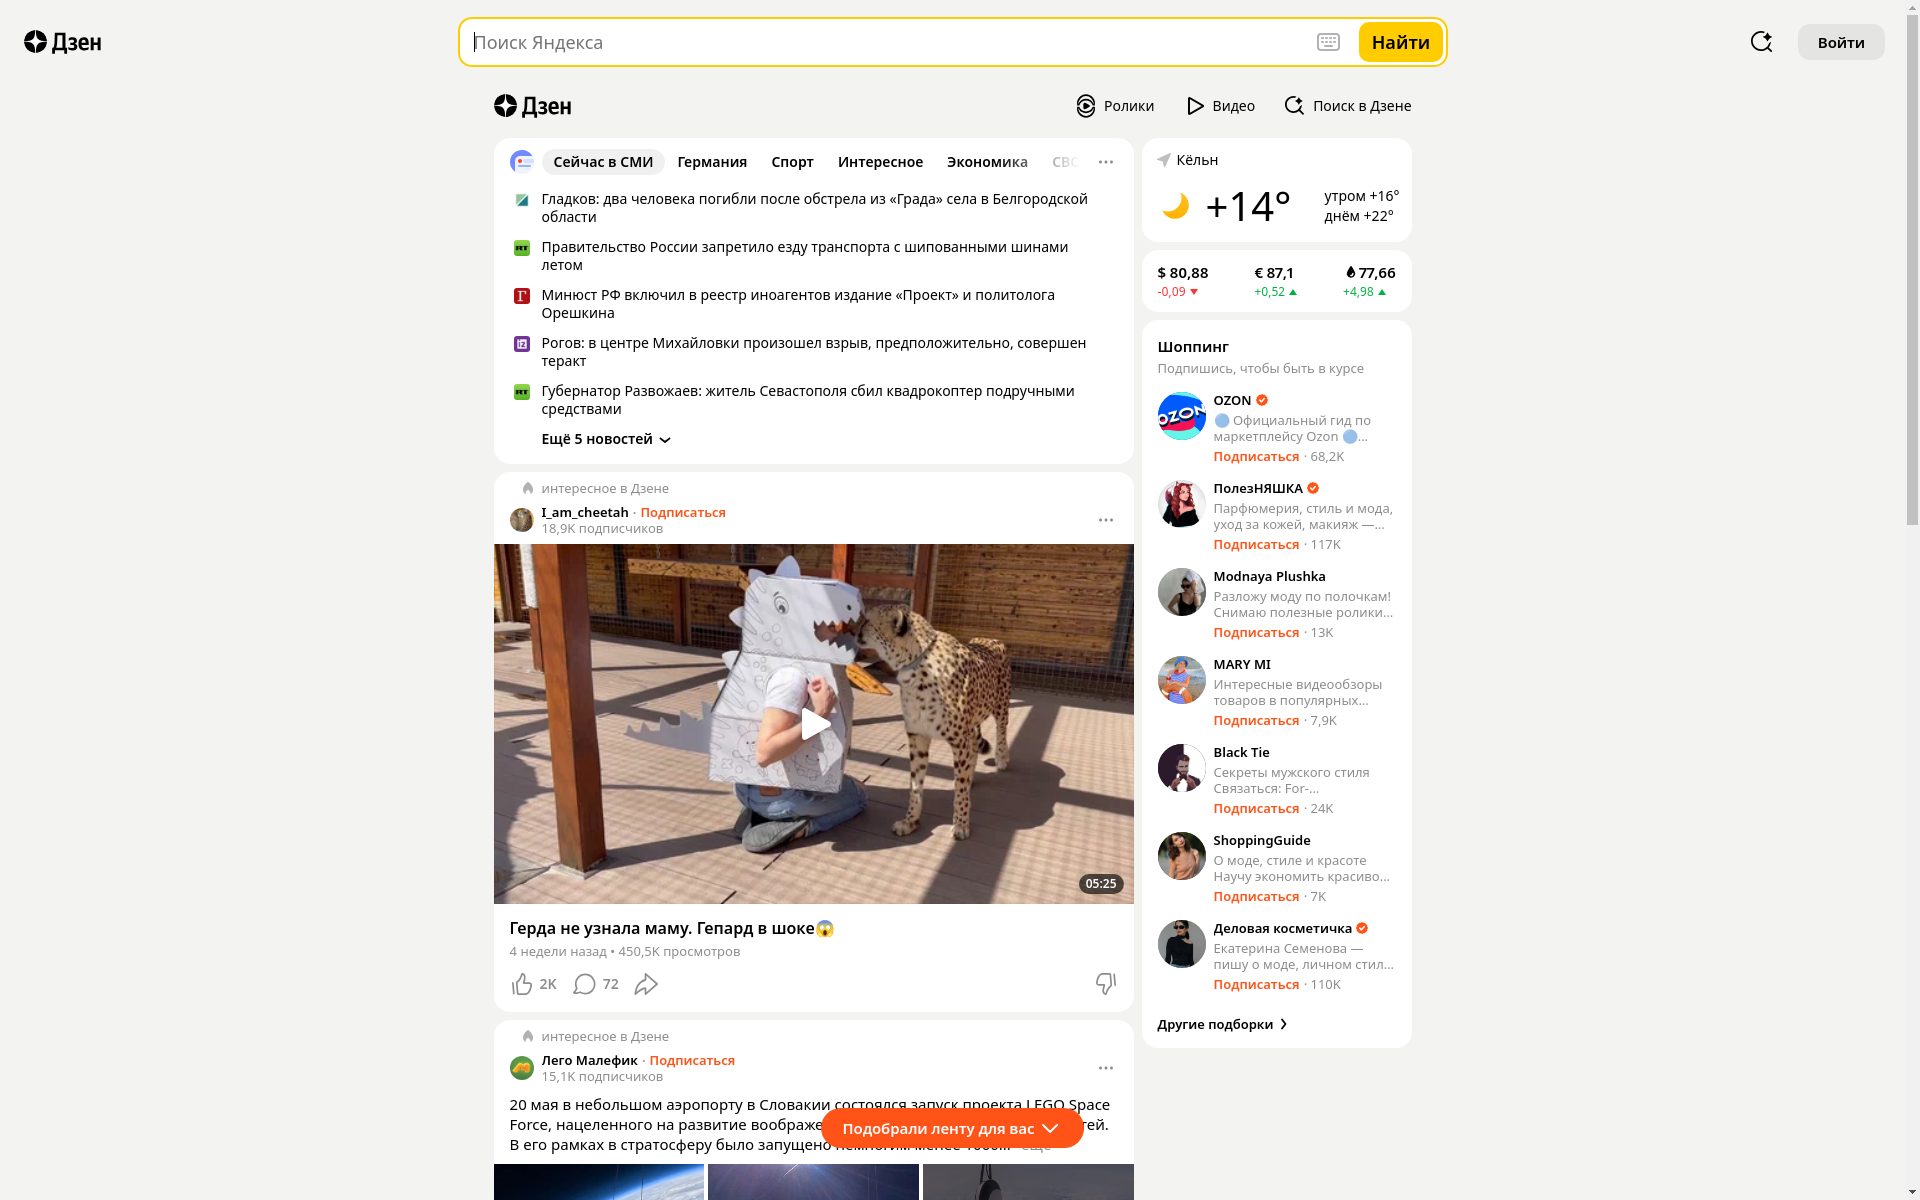 Дзен
Поиск Яндекса
Найти
Войти
Дзен
Ролики
Видео
Поиск в Дзене
Сейчас в СМИ
Германия
Спорт
Интересное
Экономика
СВО
Гладков: два человека погибли после обстрела из «Града» села в Белгородской
области
Правительство России запретило езду транспорта с шипованными шинами
летом
Минюст РФ включил в реестр иноагентов издание «Проект» и политолога
Орешкина
Рогов: в центре Михайловки произошел взрыв, предположительно, совершен
теракт
Губернатор Развожаев: житель Севастополя сбил квадрокоптер подручными
средствами
Ещё 5 новостей
интересное в Дзене
I_am_cheetah · Подписаться
18,9K подписчиков
05:25
Герда не узнала маму. Гепард в шоке😱
4 недели назад • 450,5K просмотров
2K
72
интересное в Дзене
Лего Малефик · Подписаться
15,1K подписчиков
20 мая в небольшом аэропорту в Словакии состоялся запуск проекта LEGO Space
Force, нацеленного на развитие воображе
тей.
В его рамках в стратосферу было запущено немногим менее 1000... ещё
Подобрали ленту для вас
Кёльн
+14°
утром +16°
днём +22°
$ 80,88
-0,09
€ 87,1
+0,52
77,66
+4,98
Шоппинг
Подпишись, чтобы быть в курсе
OZON
OZON
🔵 Официальный гид по
маркетплейсу Ozon 🔵...
Подписаться · 68,2K
ПолезНЯШКА
Парфюмерия, стиль и мода,
уход за кожей, макияж —...
Подписаться · 117K
Modnaya Plushka
Разложу моду по полочкам!
Снимаю полезные ролики...
Подписаться · 13K
MARY MI
Интересные видеообзоры
товаров в популярных...
Подписаться · 7,9K
Black Tie
Секреты мужского стиля
Связаться: For-...
Подписаться · 24K
ShoppingGuide
О моде, стиле и красоте
Научу экономить красиво...
Подписаться · 7K
Деловая косметичка
Екатерина Семенова —
пишу о моде, личном стил...
Подписаться · 110K
Другие подборки